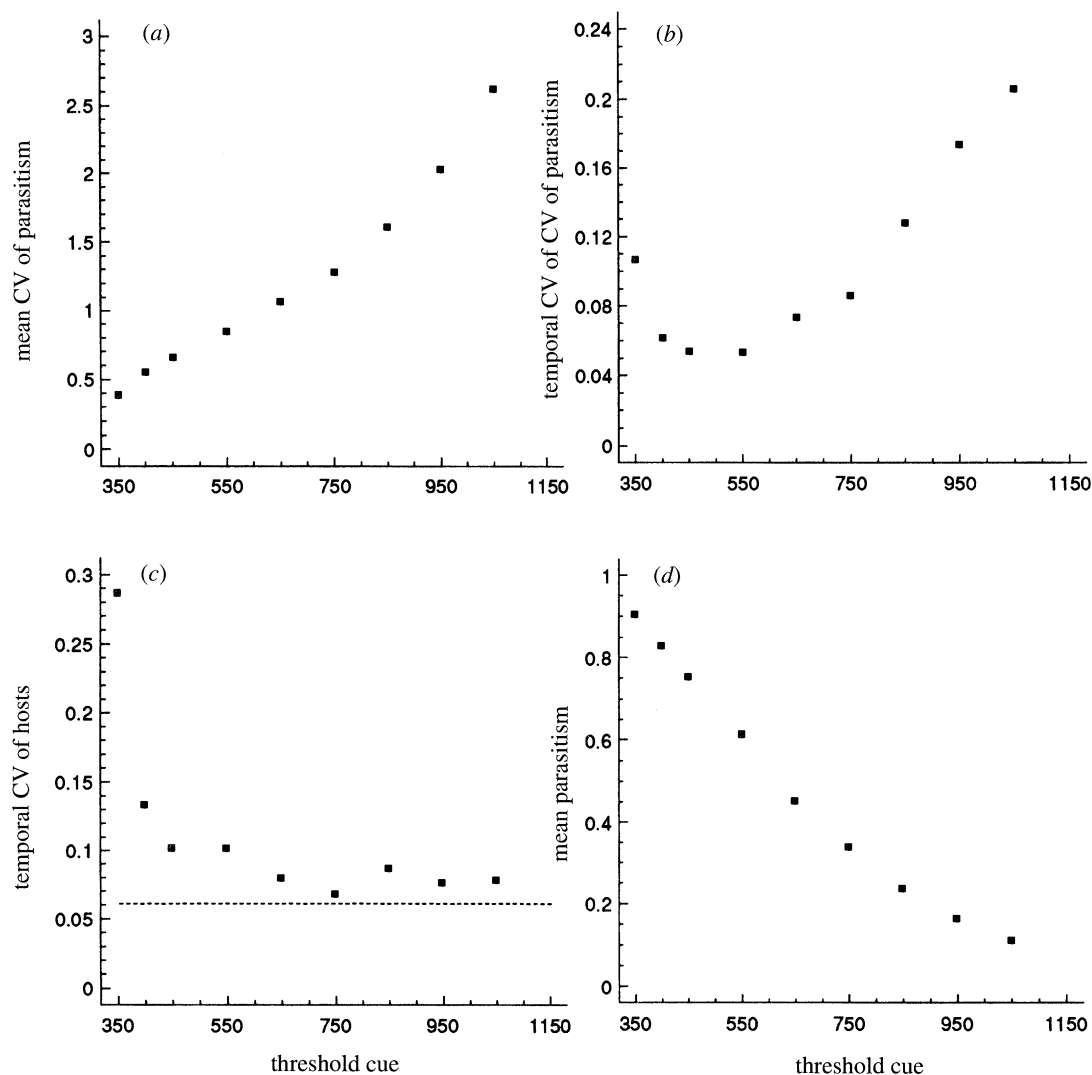 (a)
mean CV of parasitism
3
2.5
2
1.5
1
0.5
0
350 550 750 950 1150
(b)
temporal CV of CV of parasitism
0.24
0.2
0.16
0.12
0.08
0.04
0
350 550 750 950 1150
(c)
temporal CV of hosts
0.3
0.25
0.2
0.15
0.1
0.05
0
350 550 750 950 1150
threshold cue
(d)
mean parasitism
1
0.8
0.6
0.4
0.2
0
350 550 750 950 1150
threshold cue